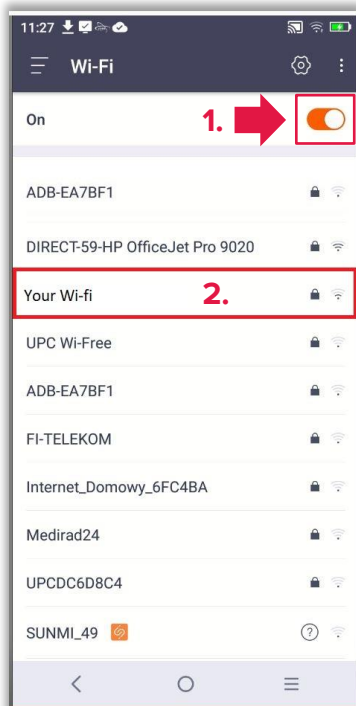 11:27
Wi-Fi
On
1.
ADB-EA7BF1
DIRECT-59-HP OfficeJet Pro 9020
Your Wi-fi
2.
UPC Wi-Free
ADB-EA7BF1
FI-TELEKOM
Internet_Domowy_6FC4BA
Medirad24
UPCDC6D8C4
SUNMI_49
?